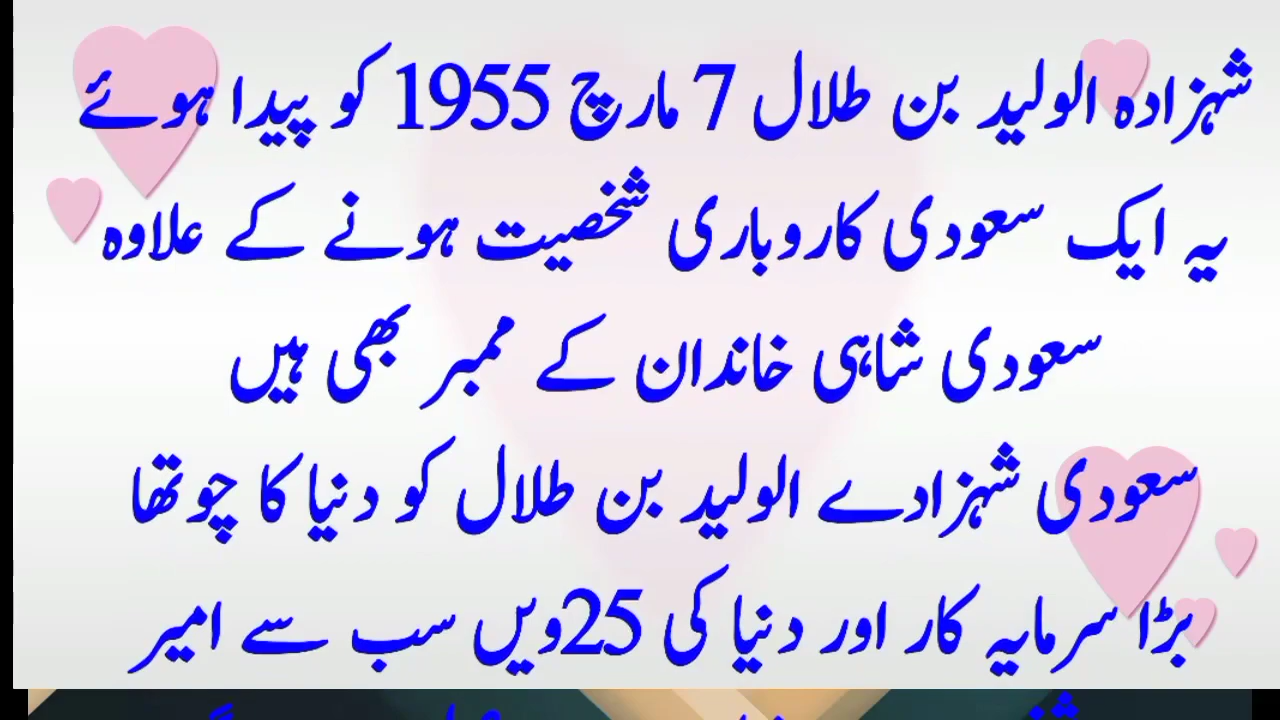 شہزادہ الولید بن طلال 7 مارچ 1955 کو پیدا ہوئے
یہ ایک سعودی کاروباری شخصیت ہونے کے علاوہ
سعودی شاہی خاندان کے ممبر بھی ہیں
سعودی شہزادے الولید بن طلال کو دنیا کا چوتھا
بڑا سرمایہ کار اور دنیا کی 25ویں سب سے امیر